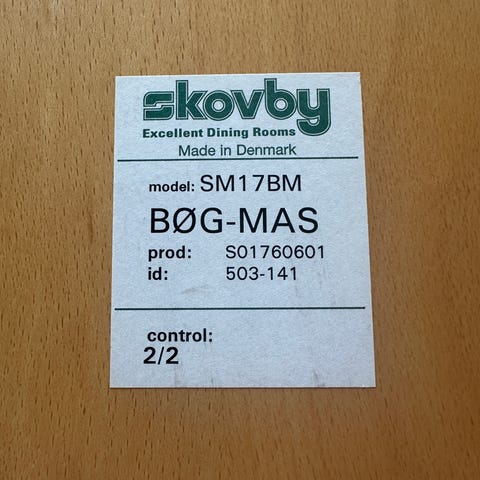 skovby
Excellent Dining Rooms
Made in Denmark
model: SM17BM
BØG-MAS
prod: S01760601
id: 503-141
control:
2/2